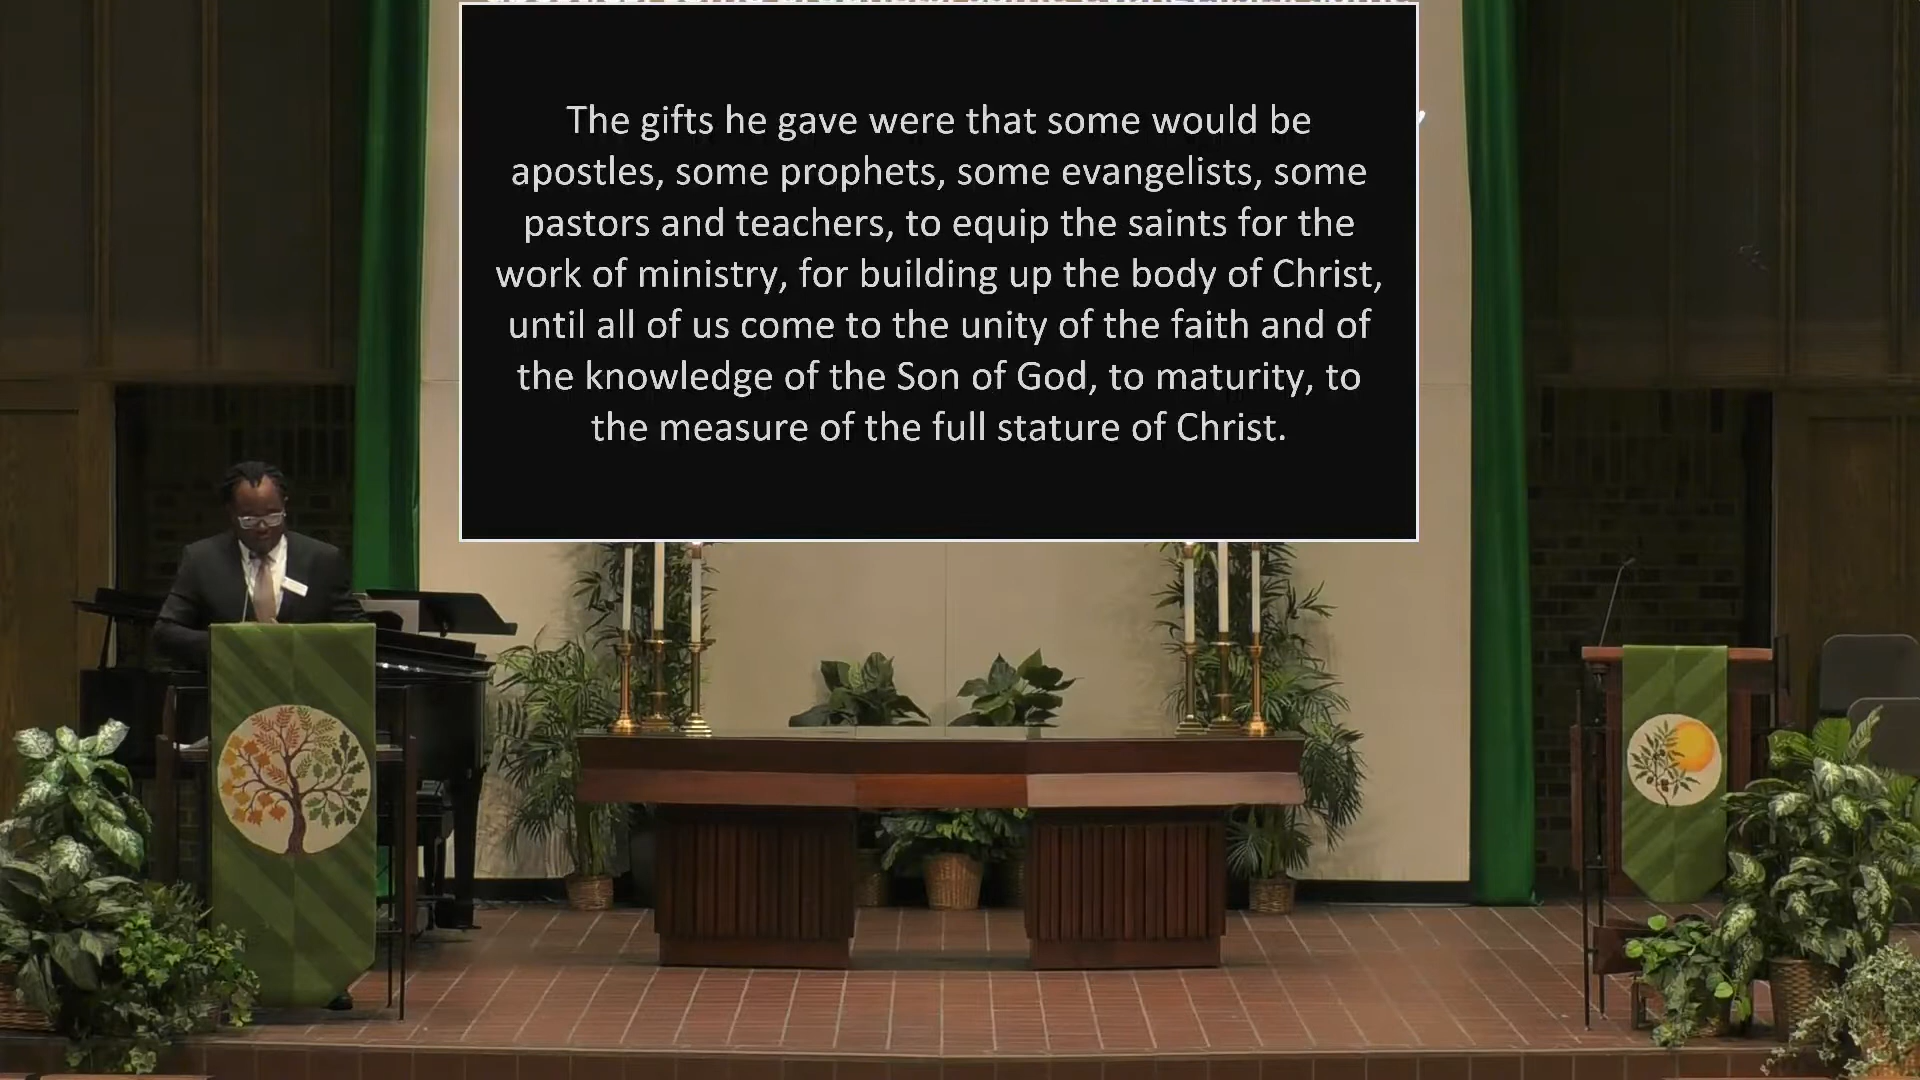 The gifts he gave were that some would be
apostles, some prophets, some evangelists, some
pastors and teachers, to equip the saints for the
work of ministry, for building up the body of Christ,
until all of us come to the unity of the faith and of
the knowledge of the Son of God, to maturity, to
the measure of the full stature of Christ.